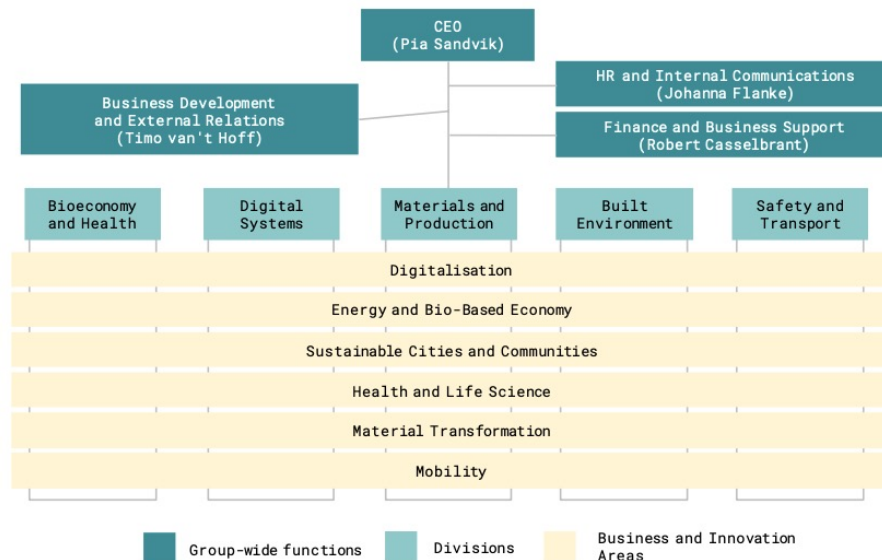 CEO
(Pia Sandvik)
HR and Internal Communications
(Johanna Flanke)
Business Development
and External Relations
(Timo van't Hoff)
Finance and Business Support
(Robert Casselbrant)
Bioeconomy
and Health
Digital
Systems
Materials and
Production
Built
Environment
Safety and
Transport
Digitalisation
Energy and Bio-Based Economy
Sustainable Cities and Communities
Health and Life Science
Material Transformation
Mobility
Group-wide functions
Divisions
Business and Innovation
Areas